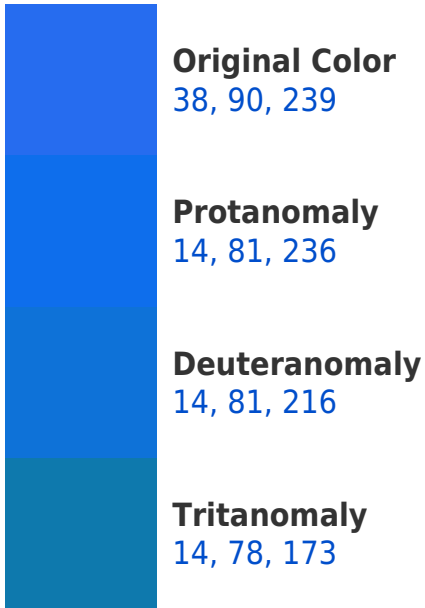 Original Color
38, 90, 239
Protanomaly
14, 81, 236
Deuteranomaly
14, 81, 216
Tritanomaly
14, 78, 173